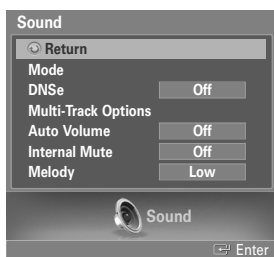 Sound
Return
Mode
DNSe Off
Multi-Track Options
Auto Volume Off
Internal Mute Off
Melody Low
Sound
Enter